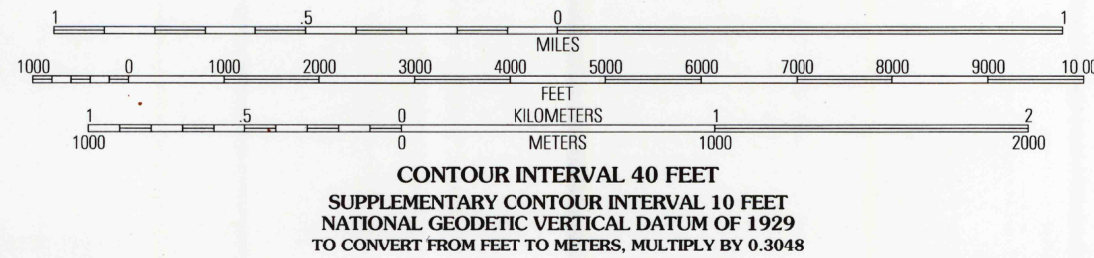 1 .5 0 1
MILES
1000 0 1000 2000 3000 4000 5000 6000 7000 8000 9000 10 00
FEET
1 .5 0 KILOMETERS 1 2
1000 0 METERS 1000 2000
CONTOUR INTERVAL 40 FEET
SUPPLEMENTARY CONTOUR INTERVAL 10 FEET
NATIONAL GEODETIC VERTICAL DATUM OF 1929
TO CONVERT FROM FEET TO METERS, MULTIPLY BY 0.3048